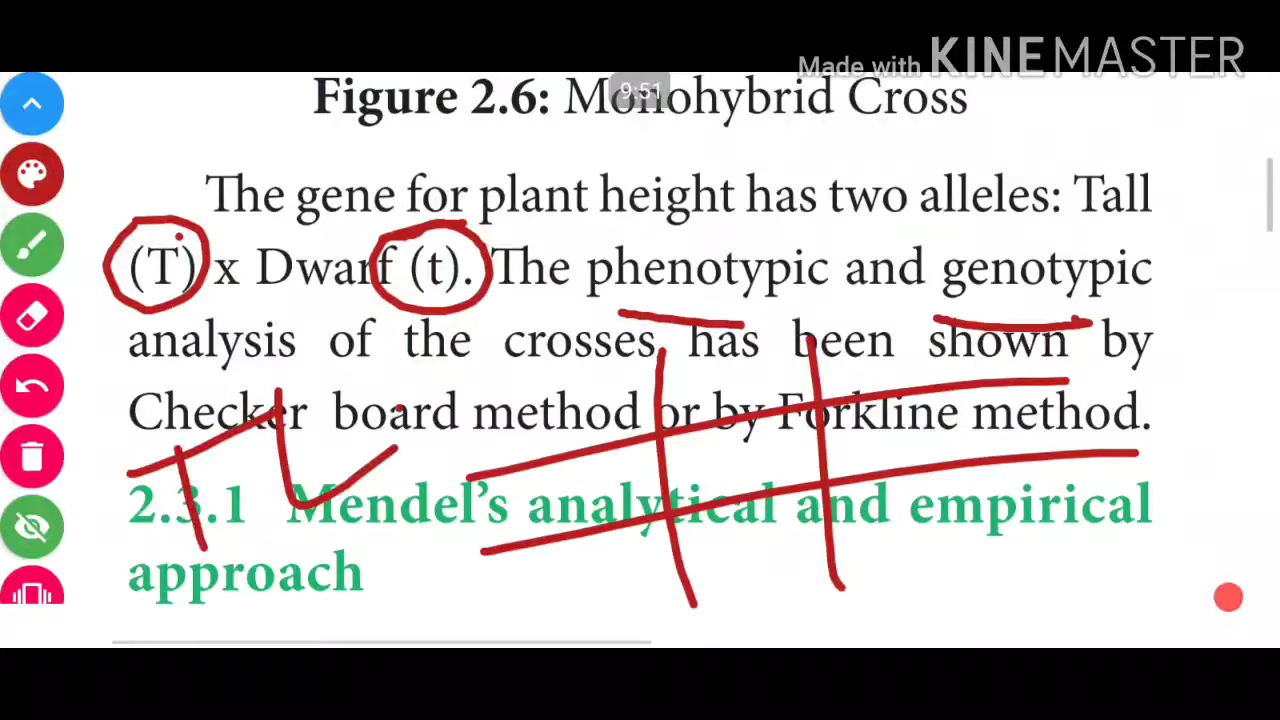 Made with KINEMASTER
9:51
Figure 2.6: Monohybrid Cross
The gene for plant height has two alleles: Tall
(T) x Dwarf (t). The phenotypic and genotypic
analysis of the crosses has been shown by
Checker board method or by Forkline method.
T t
2.3.1 Mendel's analytical and empirical
approach